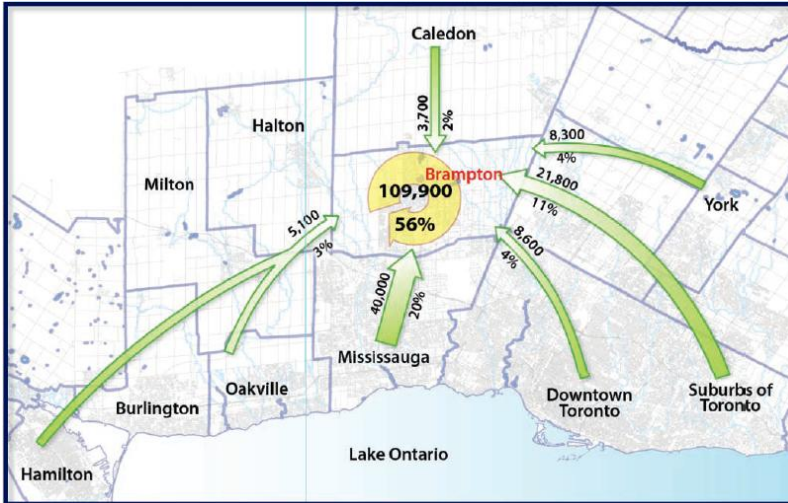 Caledon
3,700
2%
Halton
8,300
4%
Brampton
109,900
56%
21,800
11%
Milton
York
5,100
3%
8,600
4%
40,000
20%
Mississauga
Oakville
Burlington
Downtown
Toronto
Suburbs of
Toronto
Lake Ontario
Hamilton